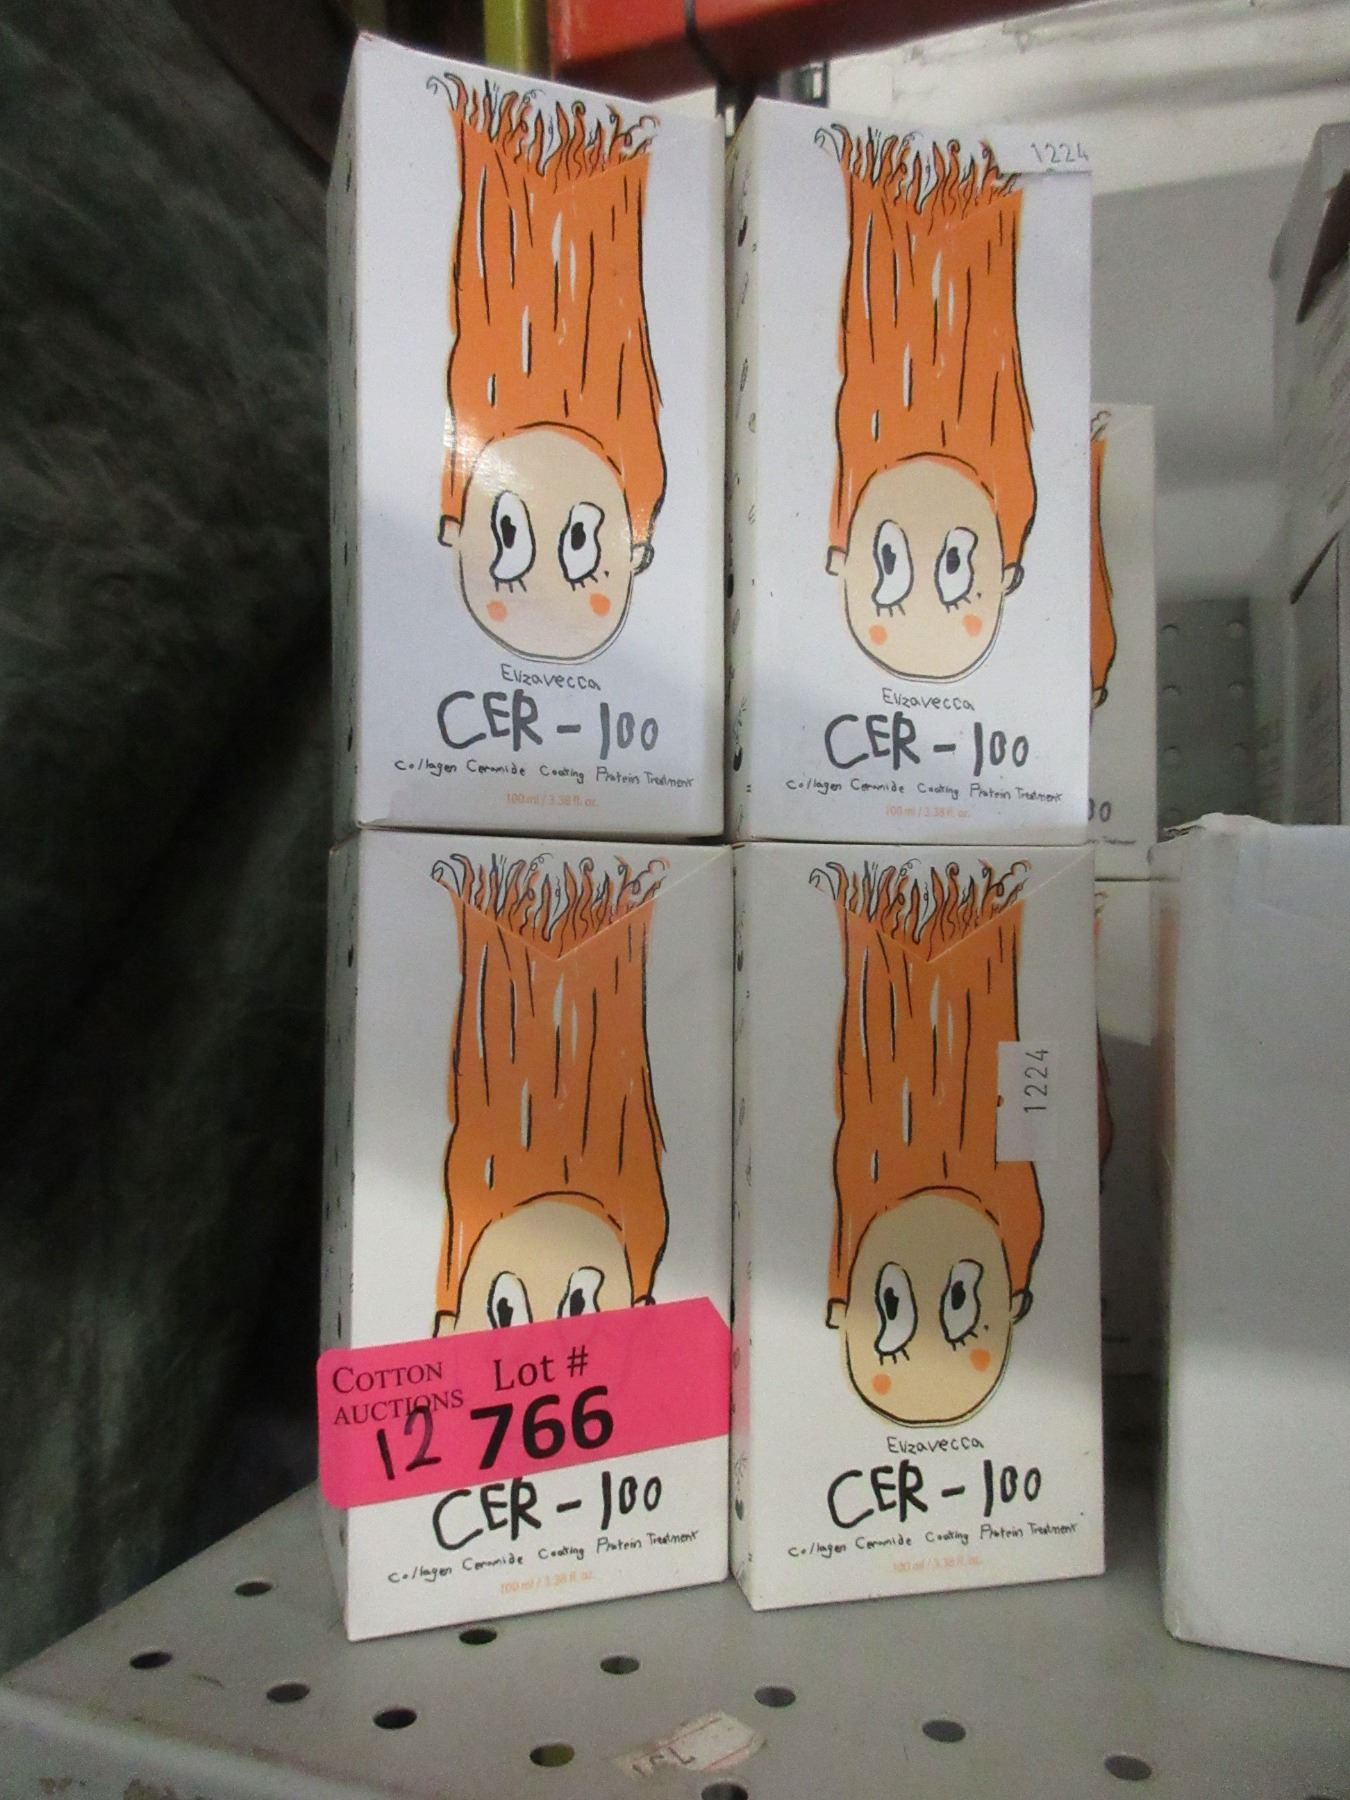 1224
Elizavecca
CER-100
Collagen Ceramide Coating Protein Treatment
100 ml / 3.38 fl. oz.
Elizavecca
CER-100
Collagen Ceramide Coating Protein Treatment
100 ml / 3.38 fl. oz.
00
1224
COTTON AUCTIONS
Lot #
12 766
CER-100
Collagen Ceramide Coating Protein Treatment
100 ml / 3.38 fl. oz.
Elizavecca
CER-100
Collagen Ceramide Coating Protein Treatment
100 ml / 3.38 fl. oz.